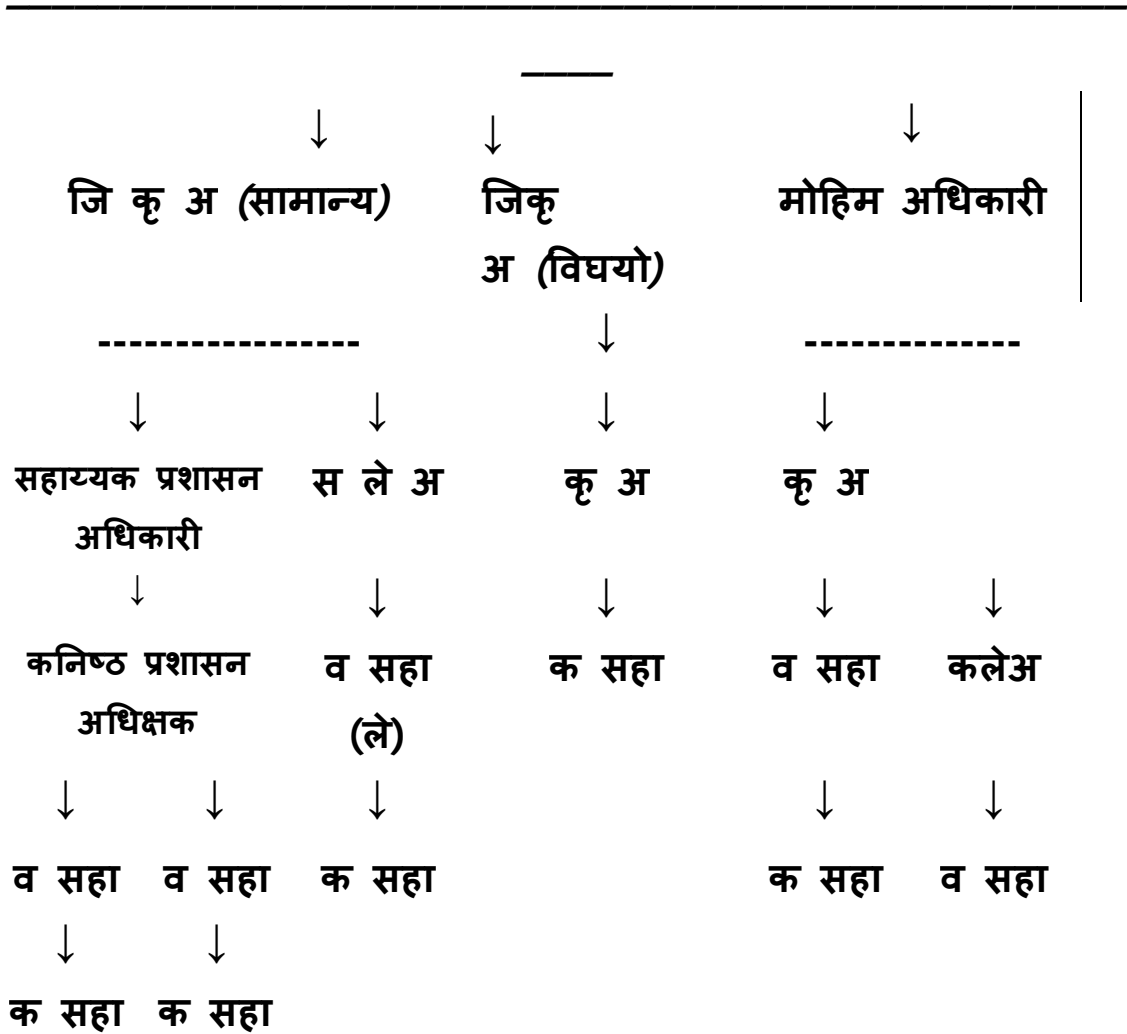 जि कृ अ (सामान्य) जिकृ मोहिम अधिकारी
अ (विघयो)
सहाय्यक प्रशासन स ले अ कृ अ कृ अ
अधिकारी
कनिष्ठ प्रशासन व सहा क सहा व सहा कलेअ
अधिक्षक (ले)
व सहा व सहा क सहा क सहा व सहा
क सहा क सहा